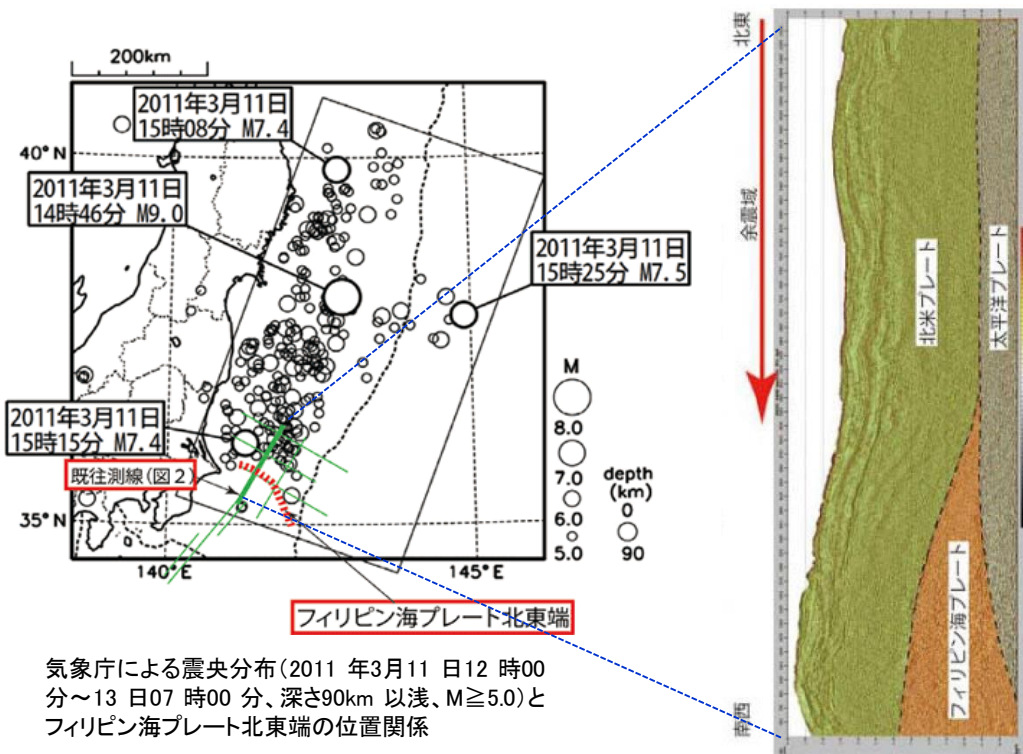 200km
2011年3月11日
15時08分 M7.4
40°N
2011年3月11日
14時46分 M9.0
2011年3月11日
15時25分 M7.5
2011年3月11日
15時15分 M7.4
既往測線(図2)
35°N
140°E
145°E
M
8.0
7.0
6.0
5.0
depth
(km)
0
90
フィリピン海プレート北東端
気象庁による震央分布(2011 年3月11 日12 時00
分～13 日07 時00 分、深さ90km 以浅、M≧5.0)と
フィリピン海プレート北東端の位置関係
北東
余震域
北米プレート
太平洋プレート
フィリピン海プレート
南西